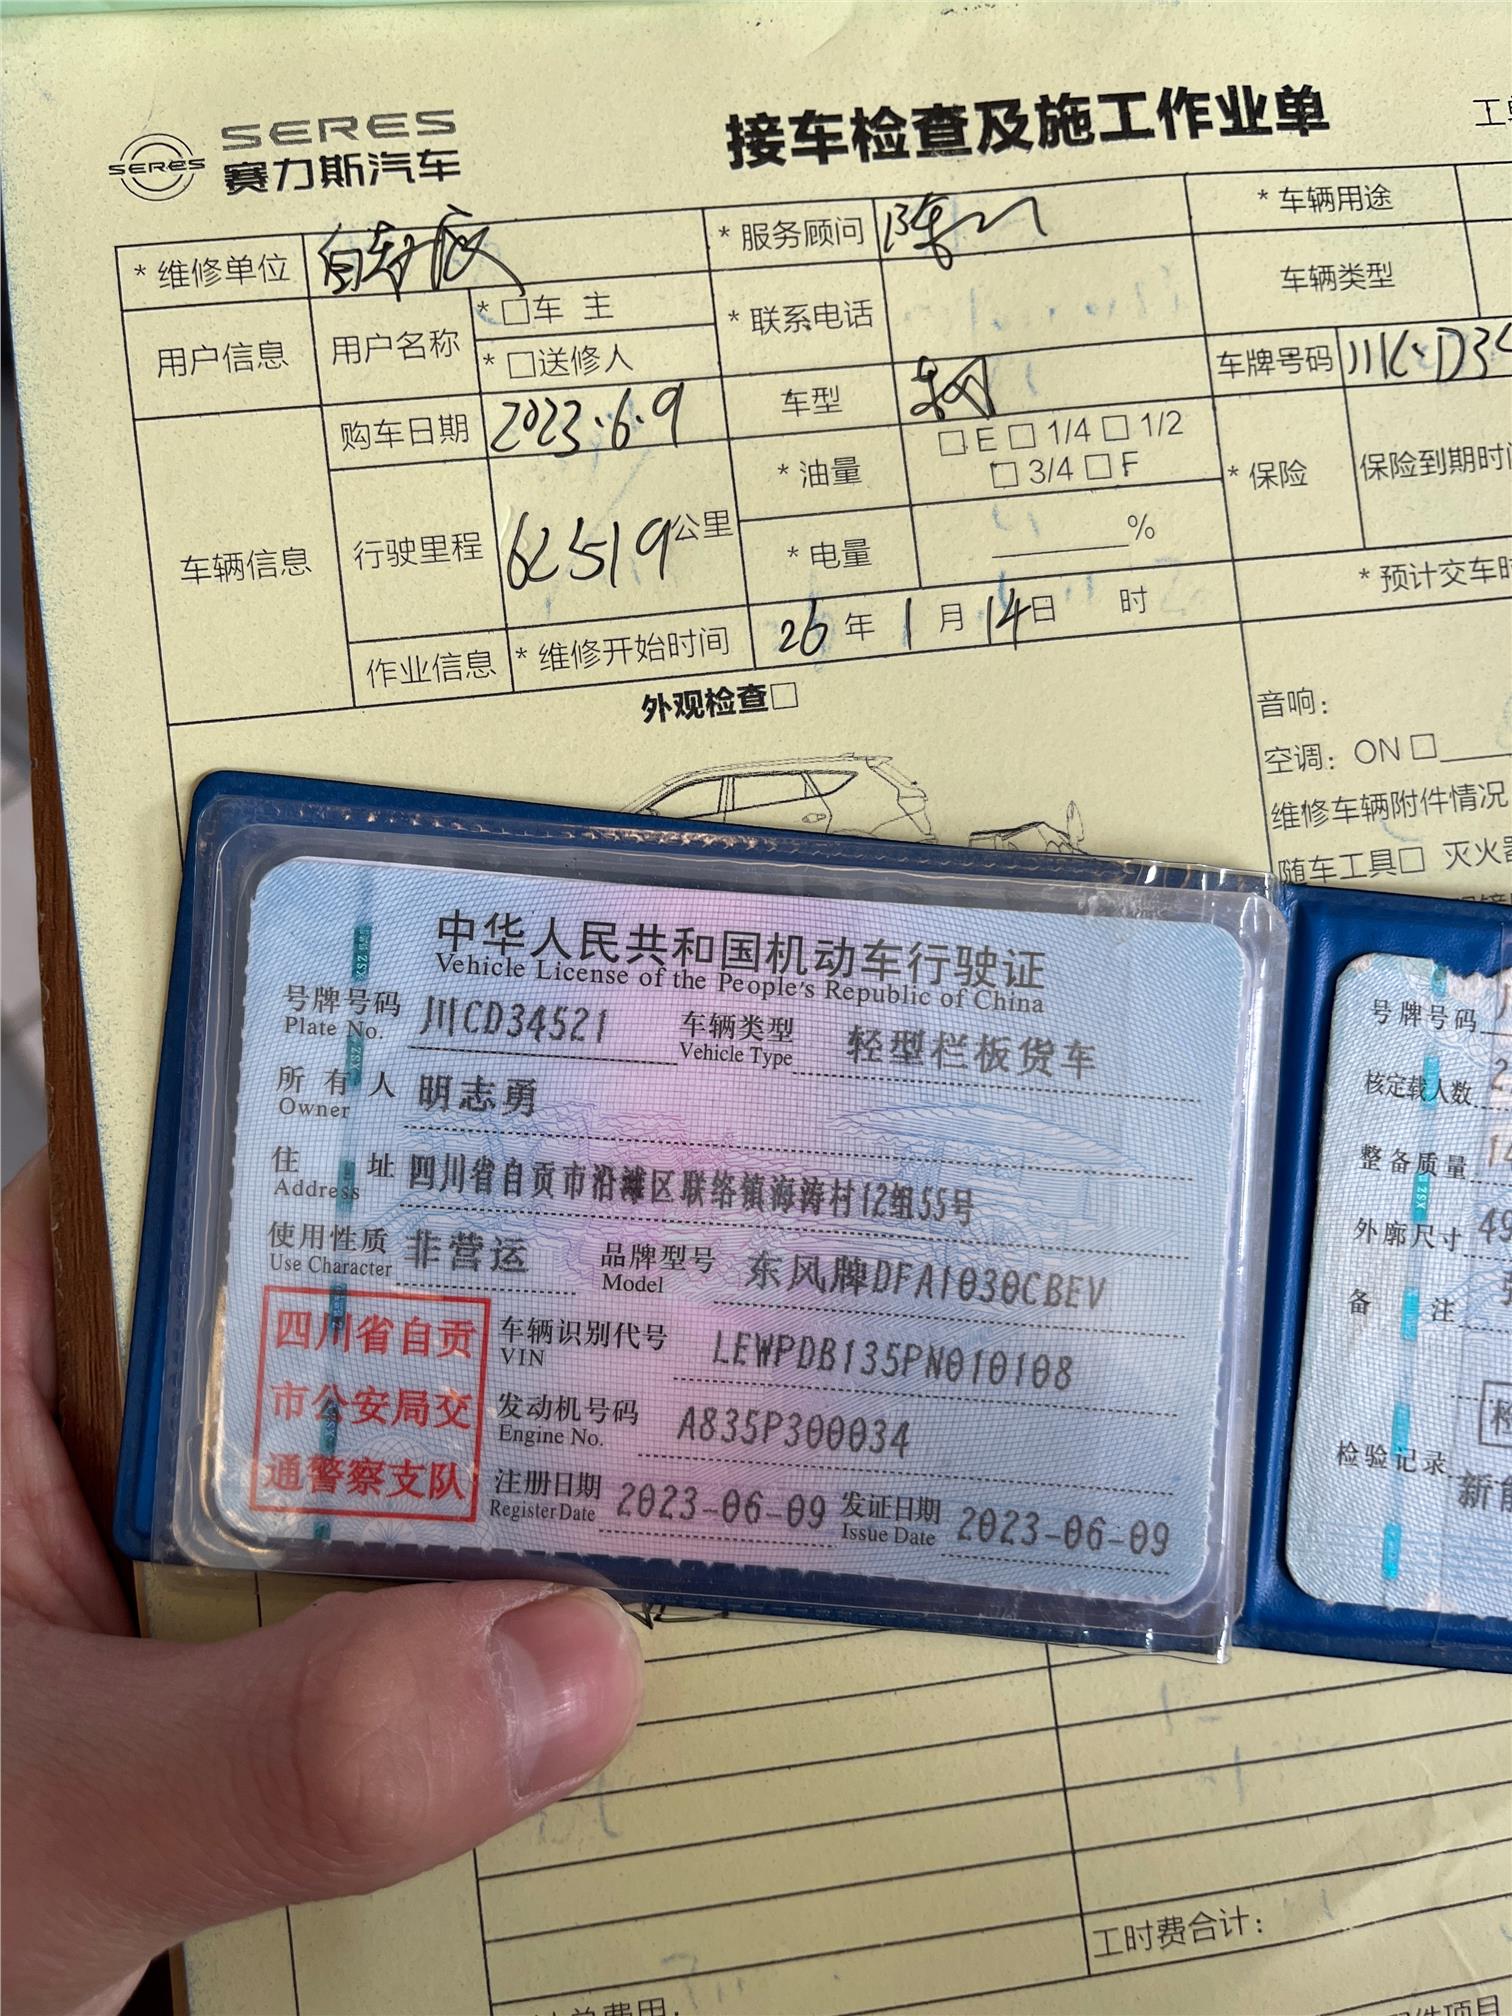 SERES
SERES
赛力斯汽车
接车检查及施工作业单
工单
* 维修单位
* 服务顾问 陈
* 车辆用途
用户信息
用户名称
* □车 主
* □送修人
* 联系电话
车辆类型
车辆信息
购车日期 2023.6.9
车型
车牌号码 川C·D34
行驶里程 62519公里
* 油量 □ E □ 1/4 □ 1/2
□ 3/4 □ F
* 保险
保险到期时间
* 电量 %
* 预计交车时
作业信息
* 维修开始时间 26 年 1 月 14日 时
外观检查□
音响:
空调: ON □
维修车辆附件情况
随车工具□ 灭火器
中华人民共和国机动车行驶证
Vehicle License of the People's Republic of China
号牌号码 川CD34521 车辆类型 轻型栏板货车
Plate No. Vehicle Type
所有人 明志勇
Owner
住址 四川省自贡市沿滩区联络镇海涛村12组55号
Address
使用性质 非营运 品牌型号 东风牌DFA1030CBEV
Use Character Model
四川省自贡
市公安局交
通警察支队
车辆识别代号 LEWPDB135PN010108
VIN
发动机号码 A835P300034
Engine No.
注册日期 2023-06-09 发证日期 2023-06-09
Register Date Issue Date
号牌号码
核定载人数 2
整备质量
外廓尺寸
备注
检验记录
工时费合计: